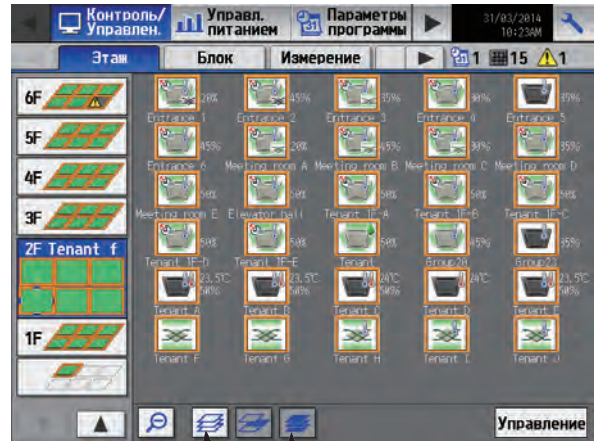 Контроль/
Управлен.
Управл.
питанием
Параметры
программы
31/03/2014
10:23AM
Этаж
Блок
Измерение
1
15
1
6F
5F
4F
3F
2F Tenant f
1F
20%
45%
35%
30%
35%
Entrance 1
Entrance 2
Entrance 3
Entrance 4
Entrance 5
45%
20%
45%
30%
35%
Entrance 6
Meeting room A
Meeting room B
Meeting room C
Meeting room D
50%
50%
50%
50%
50%
Meeting room E
Elevator hall
Tenant 1F-A
Tenant 1F-B
Tenant 1F-C
50%
50%
50%
45%
35%
Tenant 1F-D
Tenant 1F-E
Tenant
Group20
Group23
23.5℃
50%
23.5℃
50%
24℃
50%
24℃
23.5℃
50%
Tenant A
Tenant B
Tenant C
Tenant D
Tenant E
Tenant F
Tenant G
Tenant H
Tenant I
Tenant J
Управление